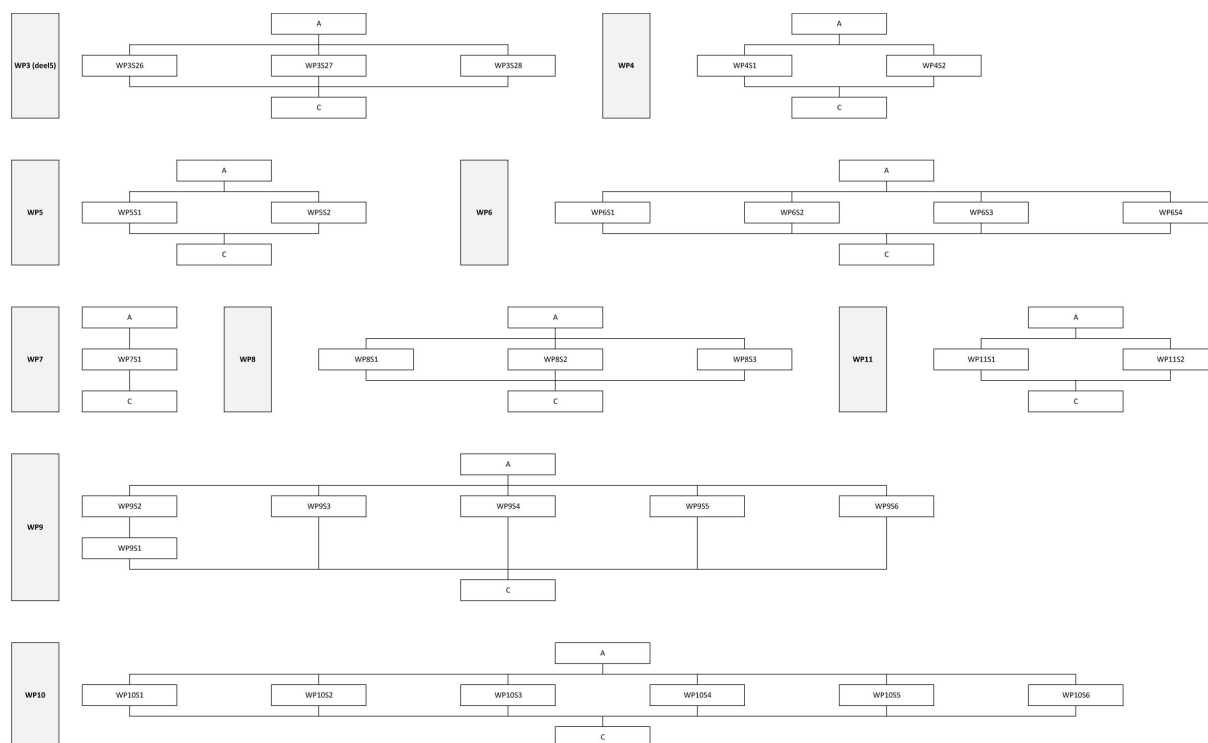 WP3 (deel5)
A
WP3S26
WP3S27
WP3S28
C
WP4
A
WP4S1
WP4S2
C
WP5
A
WP5S1
WP5S2
C
WP6
A
WP6S1
WP6S2
WP6S3
WP6S4
C
WP7
A
WP7S1
C
WP8
A
WP8S1
WP8S2
WP8S3
C
WP11
A
WP11S1
WP11S2
C
WP9
A
WP9S2
WP9S3
WP9S4
WP9S5
WP9S6
WP9S1
C
WP10
A
WP10S1
WP10S2
WP10S3
WP10S4
WP10S5
WP10S6
C